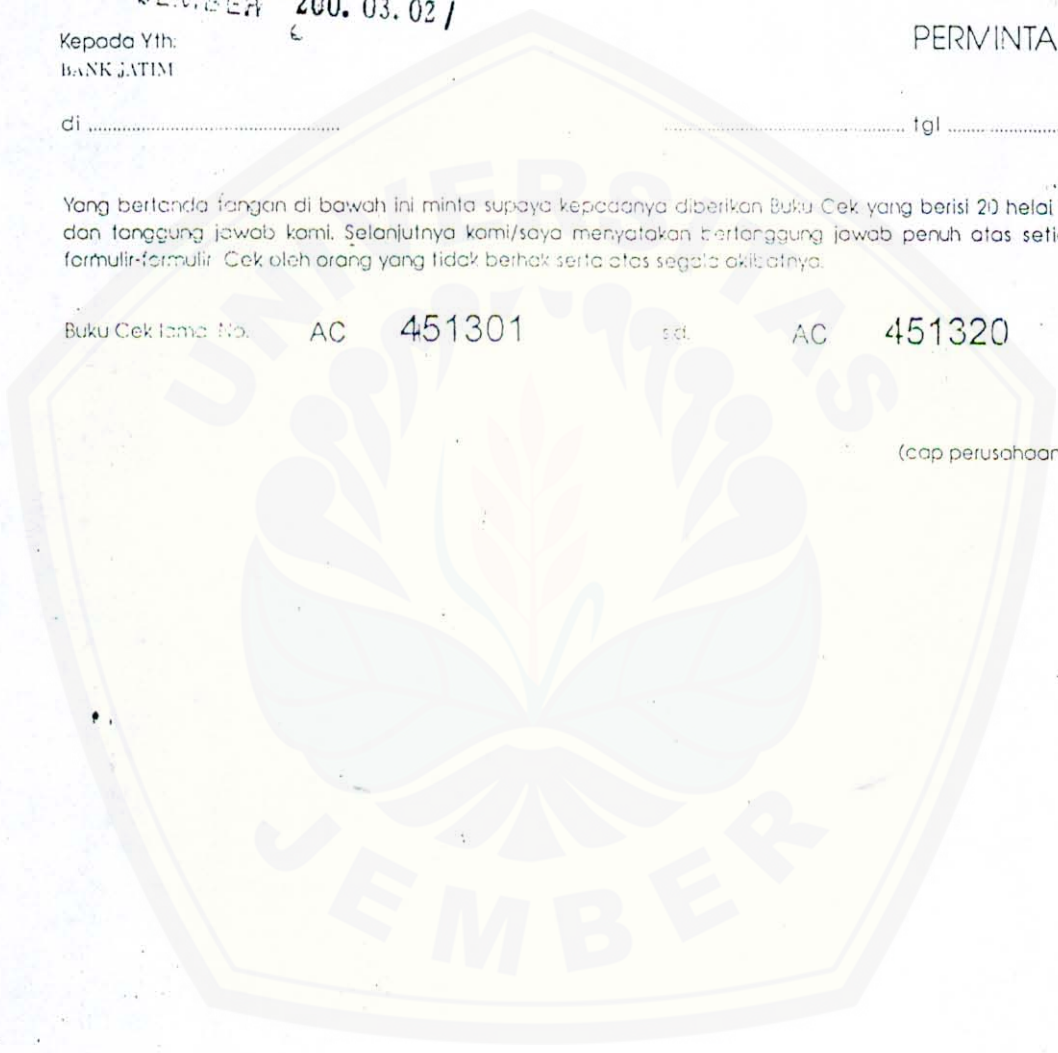 JEMBER 200. 03. 02 /
Kepada Yth: PERMINTA
BANK JATIM
di ........................ ........................ tgl ........................
Yang bertanda tangan di bawah ini minta supaya kepadanya diberikan Buku Cek yang berisi 20 helai
dan tanggung jawab kami. Selanjutnya kami/saya menyatakan bertanggung jawab penuh atas seti
formulir-formulir Cek oleh orang yang tidak berhak serta atas segala akibatnya.
Buku Cek lama No. AC 451301 s.d. AC 451320
(cap perusahaan
UNIVERSITAS
JEMBER